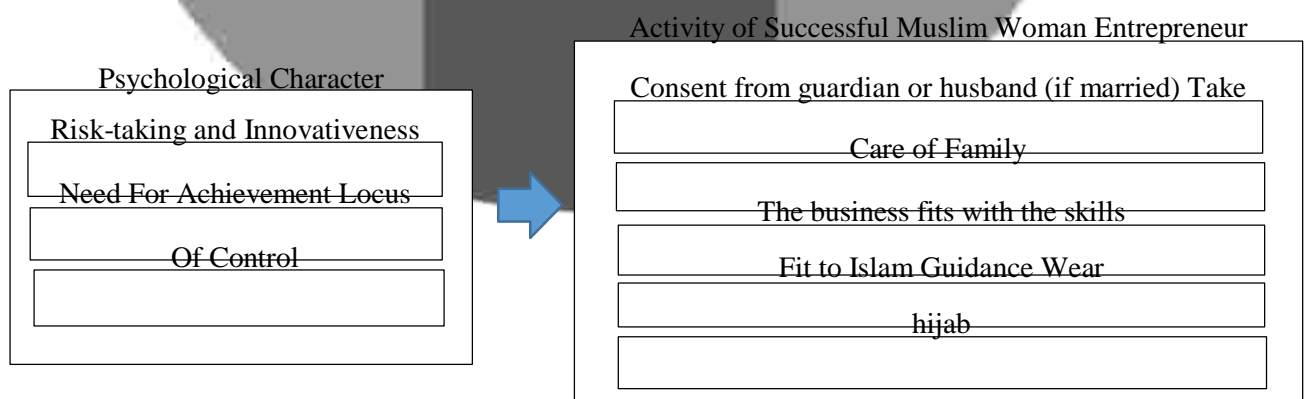 Psychological Character
Risk-taking and Innovativeness
Need For Achievement Locus
Of Control
Activity of Successful Muslim Woman Entrepreneur
Consent from guardian or husband (if married) Take
Care of Family
The business fits with the skills
Fit to Islam Guidance Wear
hijab